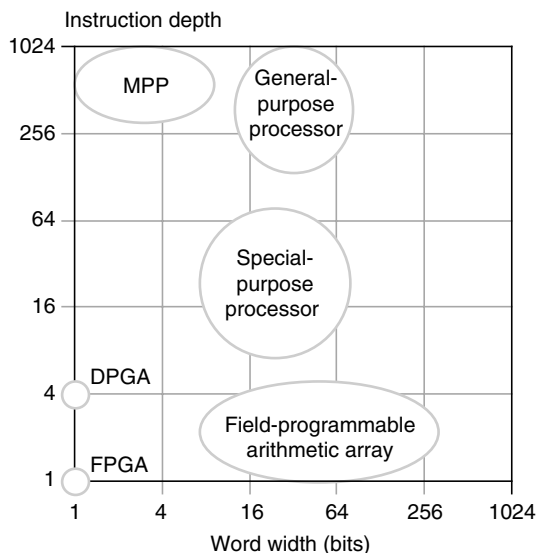 Instruction depth
1024
MPP
General-
purpose
processor
256
64
Special-
purpose
processor
16
DPGA
4
Field-programmable
arithmetic array
FPGA
1
1 4 16 64 256 1024
Word width (bits)